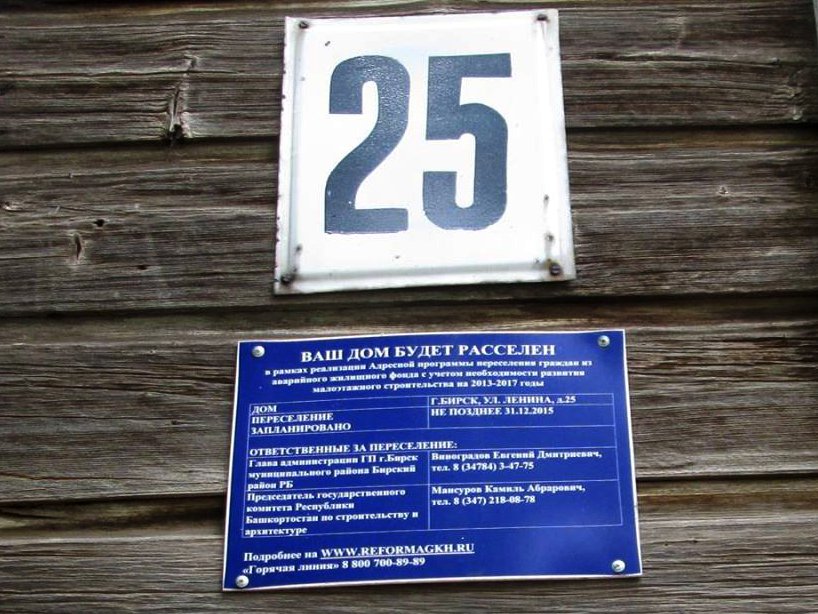 25
ВАШ ДОМ БУДЕТ РАССЕЛЕН
в рамках реализации Адресной программы переселения граждан из
аварийного жилищного фонда с учетом необходимости развития
малоэтажного строительства на 2013-2017 годы
ДОМ
Г.БИРСК, УЛ. ЛЕНИНА, д.25
ПЕРЕСЕЛЕНИЕ
ЗАПЛАНИРОВАНО
НЕ ПОЗДНЕЕ 31.12.2015
ОТВЕТСТВЕННЫЕ ЗА ПЕРЕСЕЛЕНИЕ:
Глава администрации ГП г.Бирск
муниципального района Бирский
район РБ
Виноградов Евгений Дмитриевич,
тел. 8 (34784) 3-47-75
Председатель государственного
комитета Республики
Башкортостан по строительству и
архитектуре
Мансуров Камиль Абрарович,
тел. 8 (347) 218-08-78
Подробнее на WWW.REFORMAGKH.RU
«Горячая линия» 8 800 700-89-89